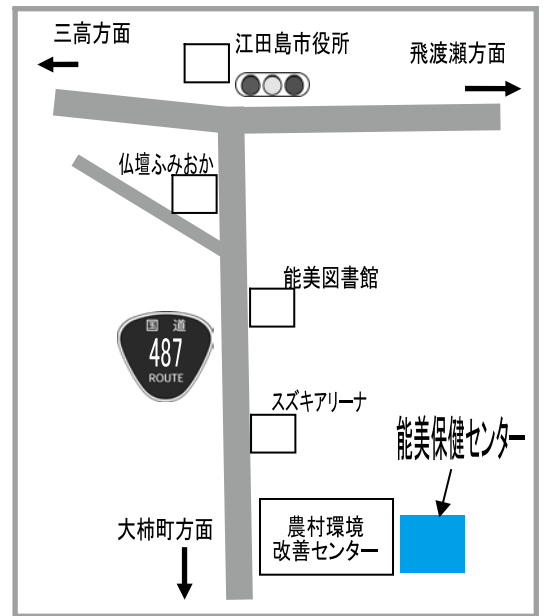 三高方面
江田島市役所
飛渡瀬方面
仏壇ふみおか
能美図書館
国道
487
ROUTE
スズキアリーナ
能美保健センター
大柿町方面
農村環境
改善センター